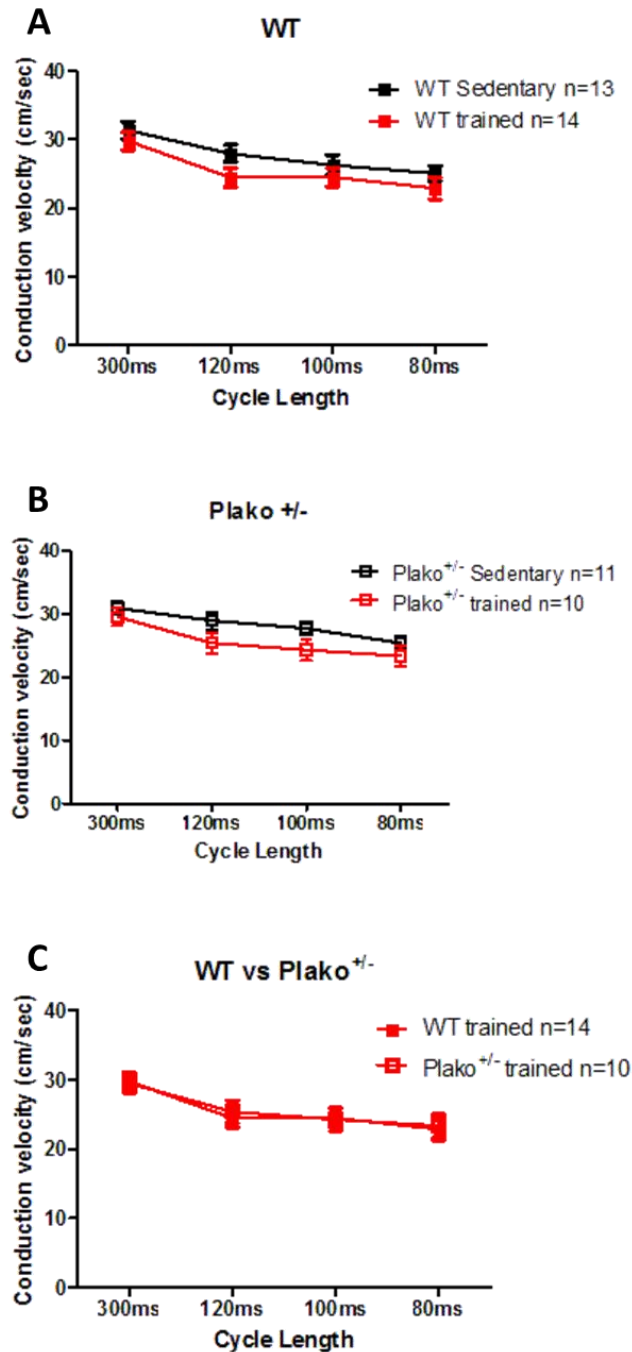 A
WT
40
30
20
10
0
Conduction velocity (cm/sec)
WT Sedentary n=13
WT trained n=14
300ms 120ms 100ms 80ms
Cycle Length
B
Plako +/-
40
30
20
10
0
Conduction velocity (cm/sec)
Plako+/- Sedentary n=11
Plako+/- trained n=10
300ms 120ms 100ms 80ms
Cycle Length
C
WT vs Plako+/-
40
30
20
10
0
Conduction velocity (cm/sec)
WT trained n=14
Plako+/- trained n=10
300ms 120ms 100ms 80ms
Cycle Length